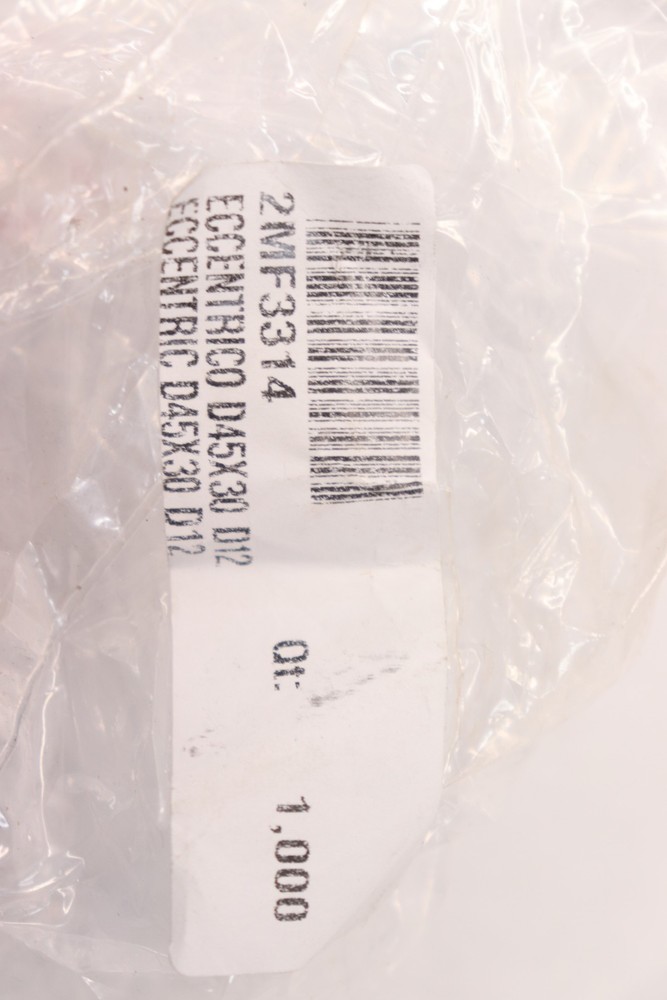 2MF3314
ECCENTRICO D45X30 D12
ECCENTRIC D45X30 D12
Qt: 1,000